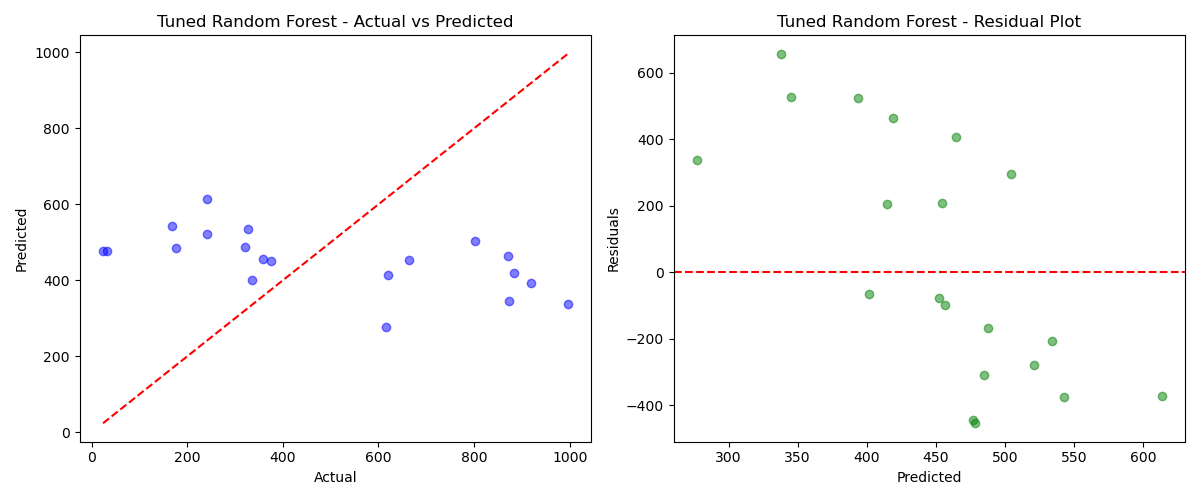 Tuned Random Forest - Actual vs Predicted
1000
800
600
400
200
0
Predicted
0 200 400 600 800 1000
Actual
Tuned Random Forest - Residual Plot
600
400
200
0
−200
−400
Residuals
300 350 400 450 500 550 600
Predicted